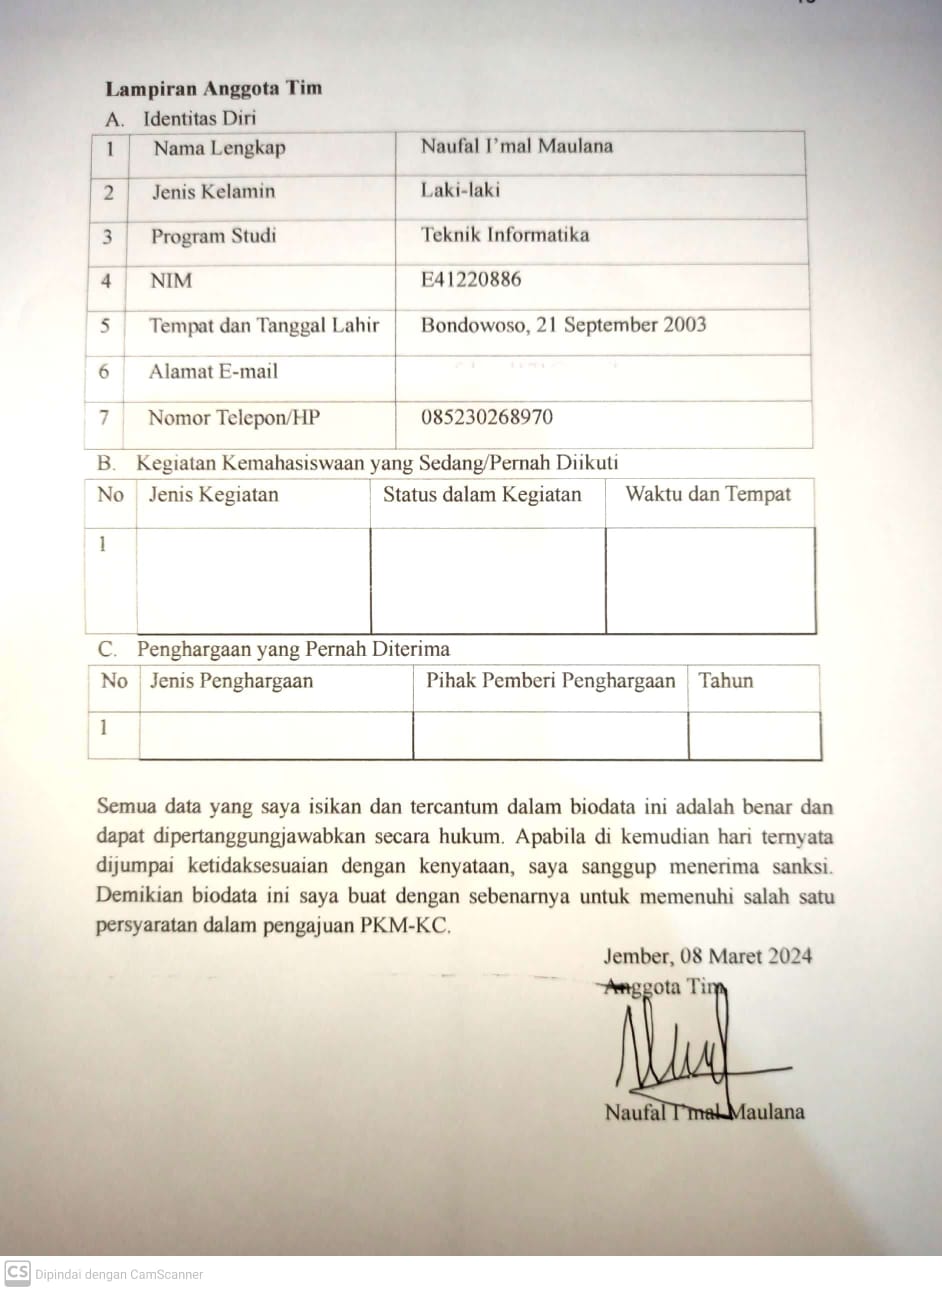 Lampiran Anggota Tim
A. Identitas Diri
1 Nama Lengkap Naufal I'mal Maulana
2 Jenis Kelamin Laki-laki
3 Program Studi Teknik Informatika
4 NIM E41220886
5 Tempat dan Tanggal Lahir Bondowoso, 21 September 2003
6 Alamat E-mail
7 Nomor Telepon/HP 085230268970
B. Kegiatan Kemahasiswaan yang Sedang/Pernah Diikuti
No Jenis Kegiatan Status dalam Kegiatan Waktu dan Tempat
1
C. Penghargaan yang Pernah Diterima
No Jenis Penghargaan Pihak Pemberi Penghargaan Tahun
1
Semua data yang saya isikan dan tercantum dalam biodata ini adalah benar dan
dapat dipertanggungjawabkan secara hukum. Apabila di kemudian hari ternyata
dijumpai ketidaksesuaian dengan kenyataan, saya sanggup menerima sanksi.
Demikian biodata ini saya buat dengan sebenarnya untuk memenuhi salah satu
persyaratan dalam pengajuan PKM-KC.
Jember, 08 Maret 2024
Anggota Tim
Naufal I'mal Maulana
CS Dipindai dengan CamScanner